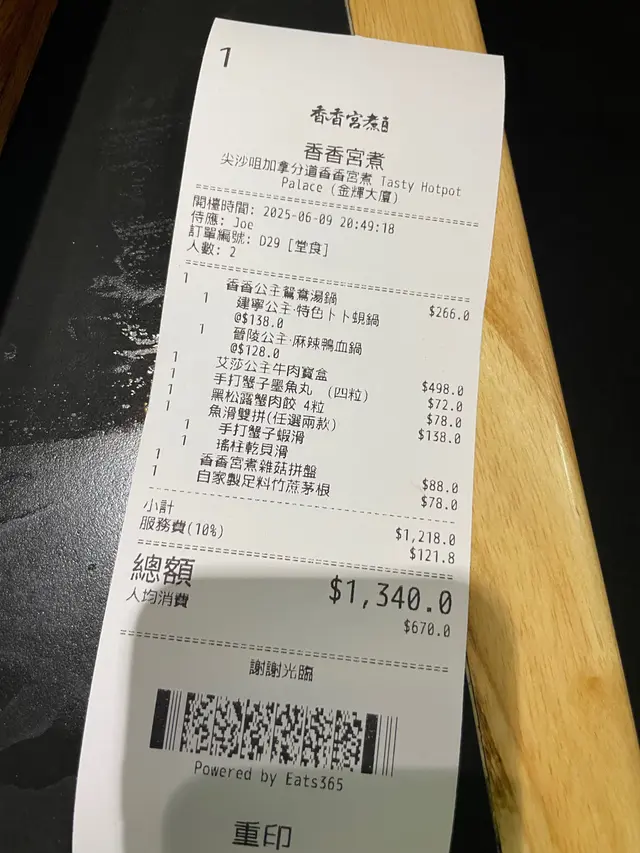 1
香香宮煮
香香宮煮
尖沙咀加拿分道香香宮煮 Tasty Hotpot
Palace (金輝大廈)
開檯時間: 2025-06-09 20:49:18
侍應: Joe
訂單編號: D29 [堂食]
人數: 2
1 香香公主鴛鴦湯鍋 $266.0
1 建寧公主·特色卜卜蜆鍋
@$138.0
1 晉陵公主·麻辣鴨血鍋
@$128.0
1 艾莎公主牛肉寶盒 $498.0
1 手打蟹子墨魚丸 (四粒) $72.0
1 黑松露蟹肉餃 4粒 $78.0
1 魚滑雙拼(任選兩款) $138.0
1 手打蟹子蝦滑
1 瑤柱乾貝滑
1 香香宮煮雜菇拼盤 $88.0
1 自家製足料竹蔗茅根 $78.0
小計 $1,218.0
服務費(10%) $121.8
總額 $1,340.0
人均消費 $670.0
謝謝光臨
Powered by Eats365
重印